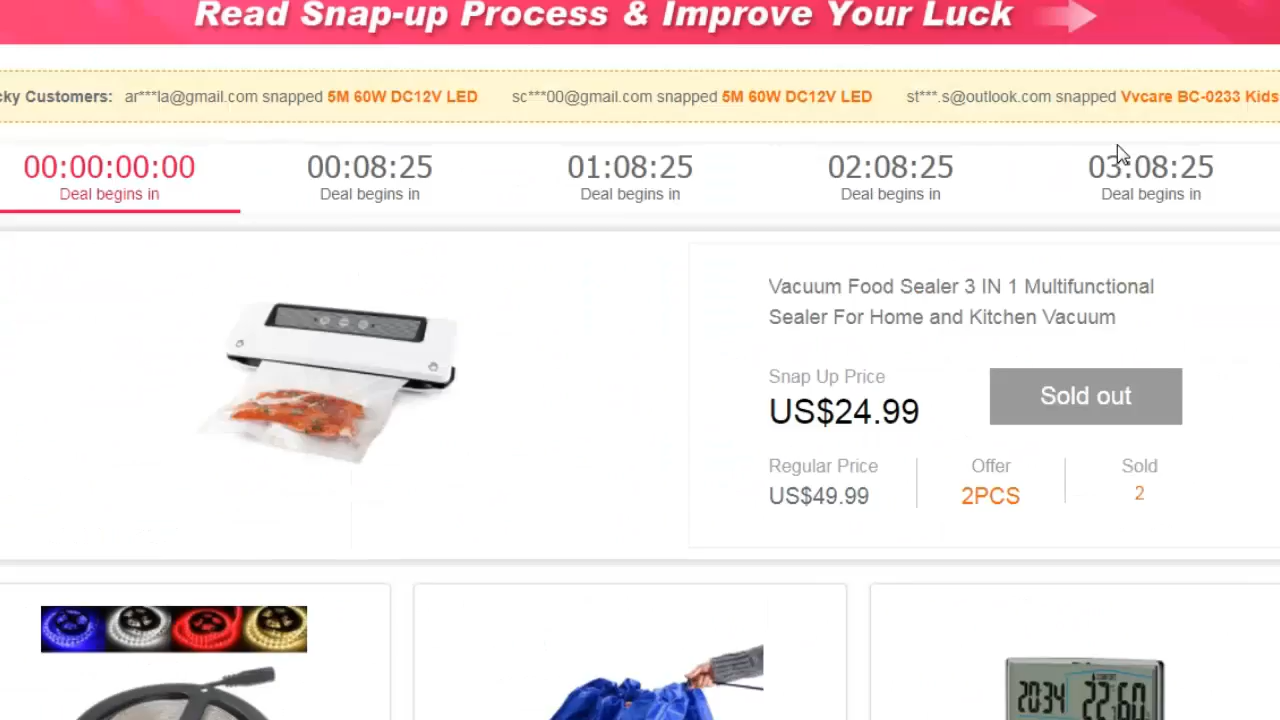 Read Snap-up Process & Improve Your Luck
cky Customers: ar***la@gmail.com snapped 5M 60W DC12V LED sc***00@gmail.com snapped 5M 60W DC12V LED st***.s@outlook.com snapped Vvcare BC-0233 Kids
00:00:00:00 00:08:25 01:08:25 02:08:25 03:08:25
Deal begins in Deal begins in Deal begins in Deal begins in Deal begins in
Vacuum Food Sealer 3 IN 1 Multifunctional
Sealer For Home and Kitchen Vacuum
Snap Up Price
US$24.99 Sold out
Regular Price Offer Sold
US$49.99 2PCS 2
20:34 22:60